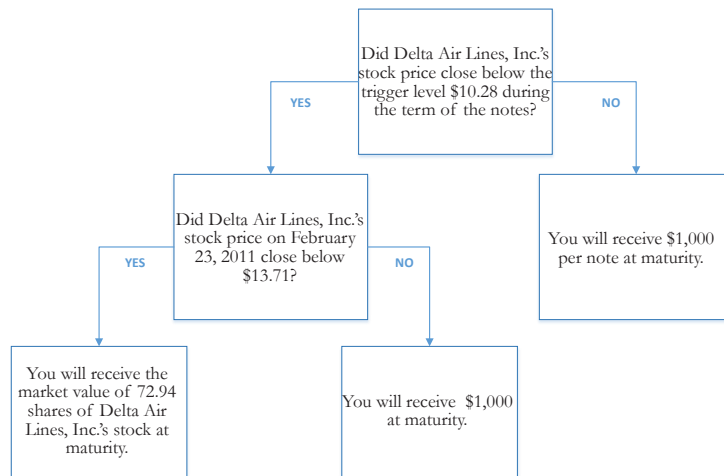 Did Delta Air Lines, Inc.'s
stock price close below the
trigger level $10.28 during
the term of the notes?
YES
NO
Did Delta Air Lines, Inc.'s
stock price on February
23, 2011 close below
$13.71?
You will receive $1,000
per note at maturity.
YES
NO
You will receive the
market value of 72.94
shares of Delta Air
Lines, Inc.'s stock at
maturity.
You will receive $1,000
at maturity.